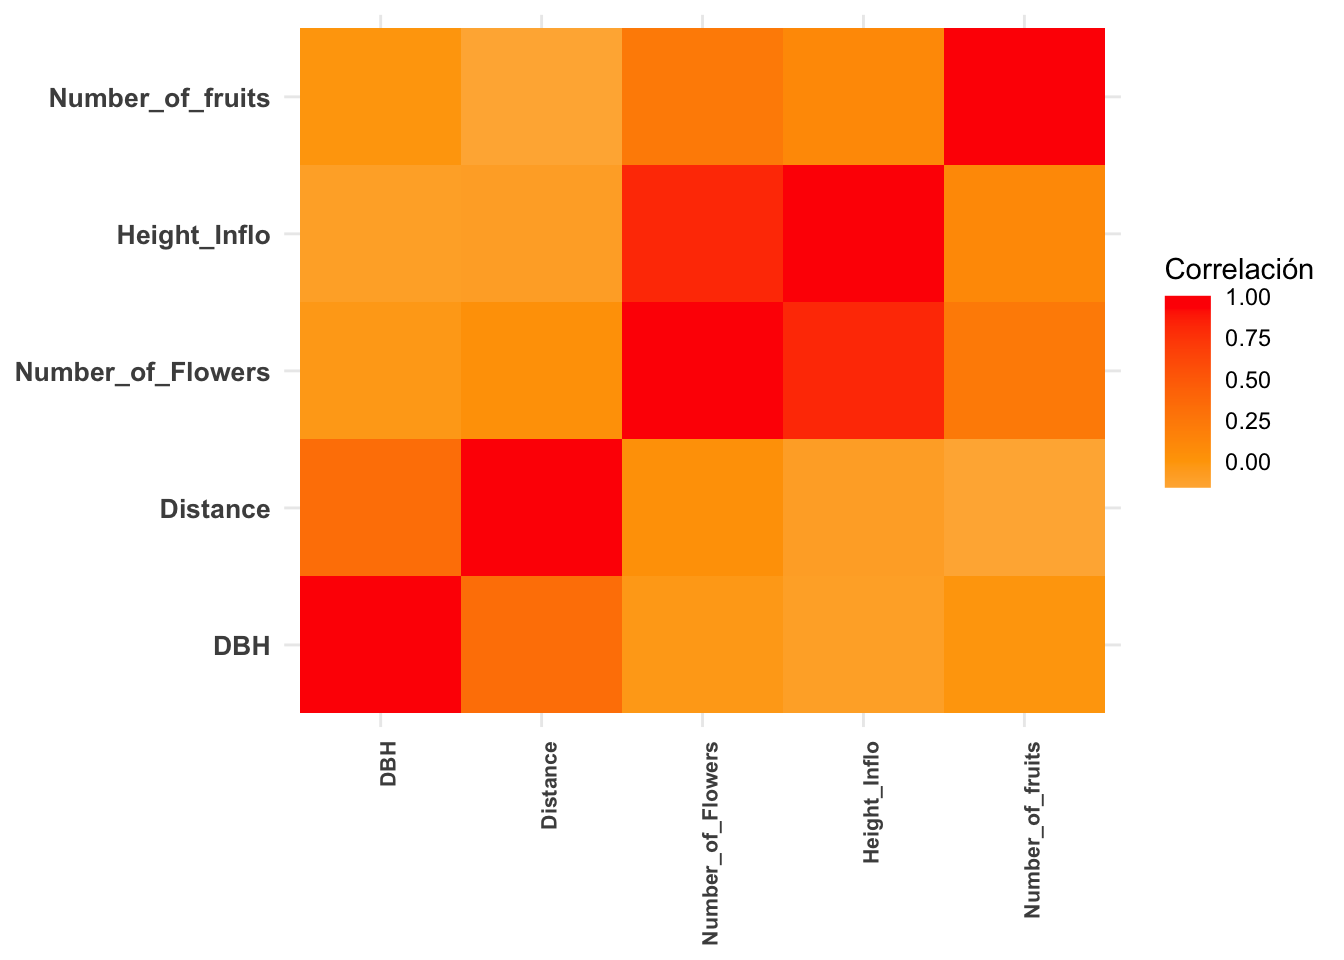 Number_of_fruits
Height_Inflo
Number_of_Flowers
Distance
DBH
DBH
Distance
Number_of_Flowers
Height_Inflo
Number_of_fruits
Correlación
1.00
0.75
0.50
0.25
0.00